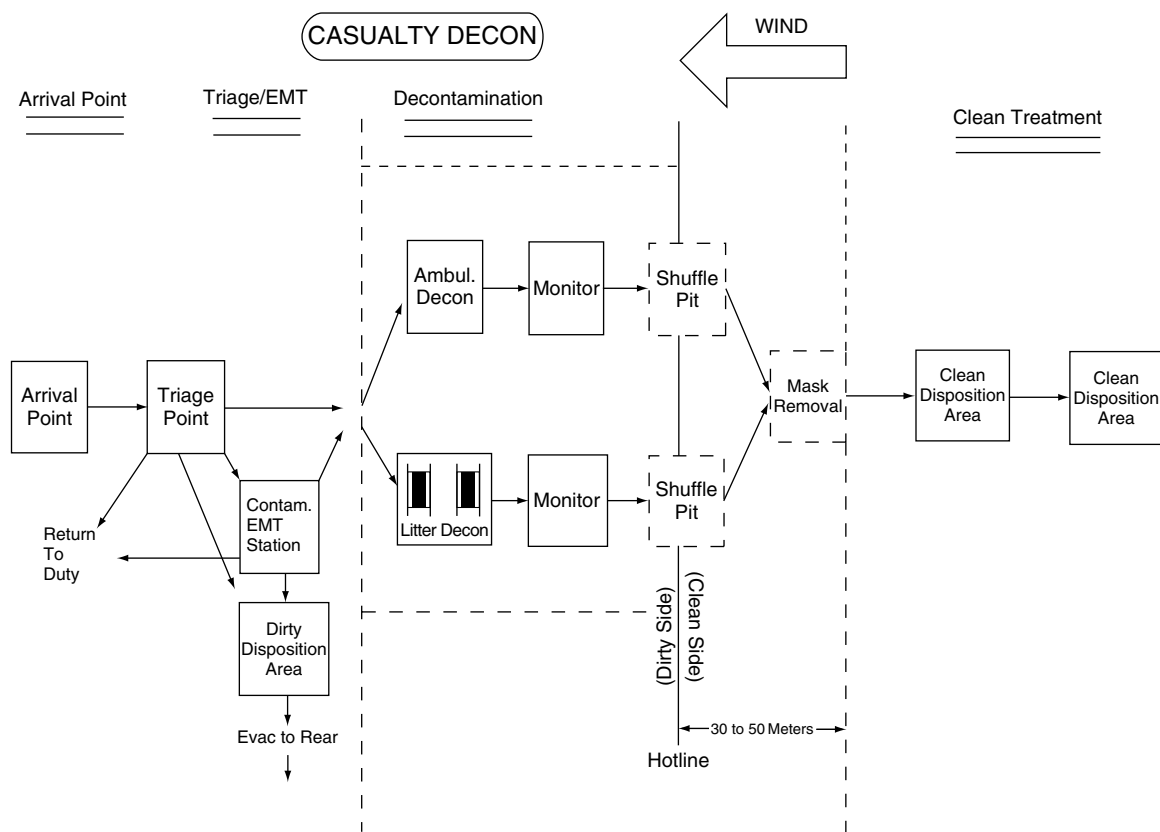 CASUALTY DECON
WIND
Arrival Point
Triage/EMT
Decontamination
Clean Treatment
Ambul.
Decon
Monitor
Shuffle
Pit
Arrival
Point
Triage
Point
Mask
Removal
Clean
Disposition
Area
Clean
Disposition
Area
Contam.
EMT
Station
Litter Decon
Monitor
Shuffle
Pit
Return
To
Duty
Dirty
Disposition
Area
(Dirty Side)
(Clean Side)
Evac to Rear
30 to 50 Meters
Hotline